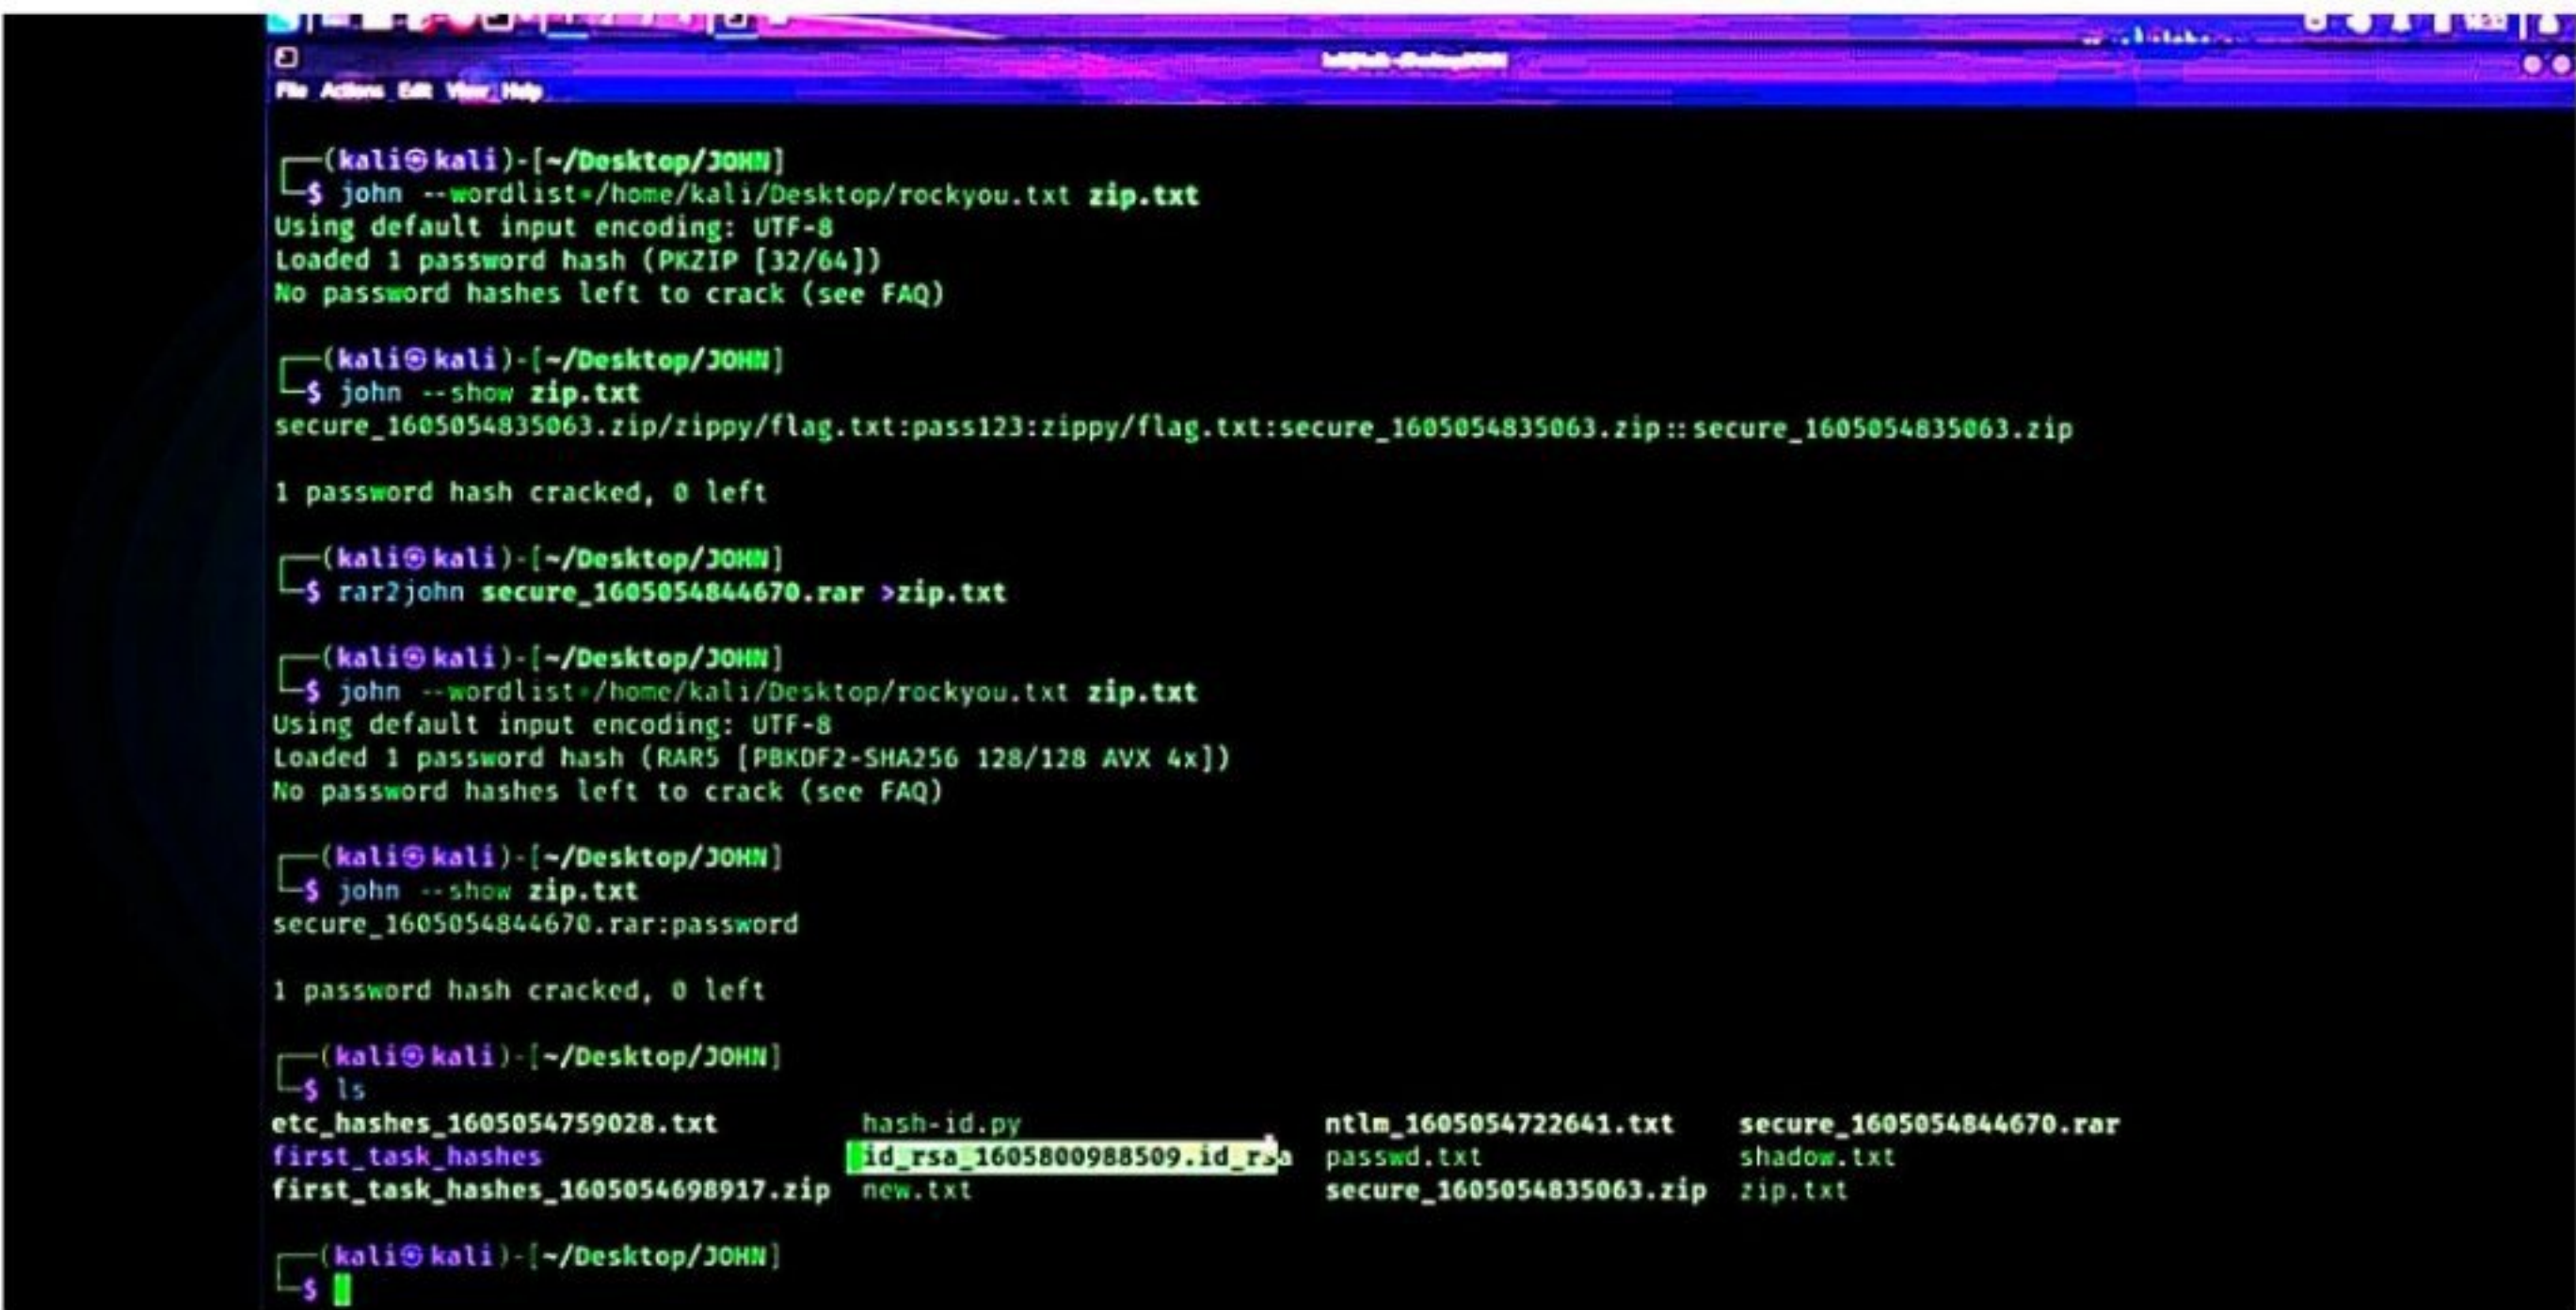 File Actions Edit View Help
┌──(kali㉿kali)-[~/Desktop/JOHN]
└─$ john --wordlist=/home/kali/Desktop/rockyou.txt zip.txt
Using default input encoding: UTF-8
Loaded 1 password hash (PKZIP [32/64])
No password hashes left to crack (see FAQ)
┌──(kali㉿kali)-[~/Desktop/JOHN]
└─$ john --show zip.txt
secure_1605054835063.zip/zippy/flag.txt:pass123:zippy/flag.txt:secure_1605054835063.zip::secure_1605054835063.zip
1 password hash cracked, 0 left
┌──(kali㉿kali)-[~/Desktop/JOHN]
└─$ rar2john secure_1605054844670.rar >zip.txt
┌──(kali㉿kali)-[~/Desktop/JOHN]
└─$ john --wordlist=/home/kali/Desktop/rockyou.txt zip.txt
Using default input encoding: UTF-8
Loaded 1 password hash (RAR5 [PBKDF2-SHA256 128/128 AVX 4x])
No password hashes left to crack (see FAQ)
┌──(kali㉿kali)-[~/Desktop/JOHN]
└─$ john --show zip.txt
secure_1605054844670.rar:password
1 password hash cracked, 0 left
┌──(kali㉿kali)-[~/Desktop/JOHN]
└─$ ls
etc_hashes_1605054759028.txt hash-id.py ntlm_1605054722641.txt secure_1605054844670.rar
first_task_hashes id_rsa_1605800988509.id_rsa passwd.txt shadow.txt
first_task_hashes_1605054698917.zip new.txt secure_1605054835063.zip zip.txt
┌──(kali㉿kali)-[~/Desktop/JOHN]
└─$